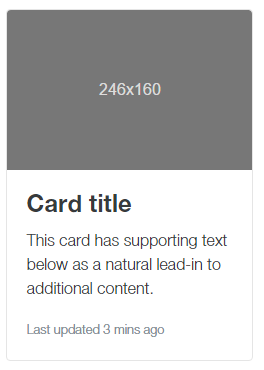 246x160
Card title
This card has supporting text
below as a natural lead-in to
additional content.
Last updated 3 mins ago